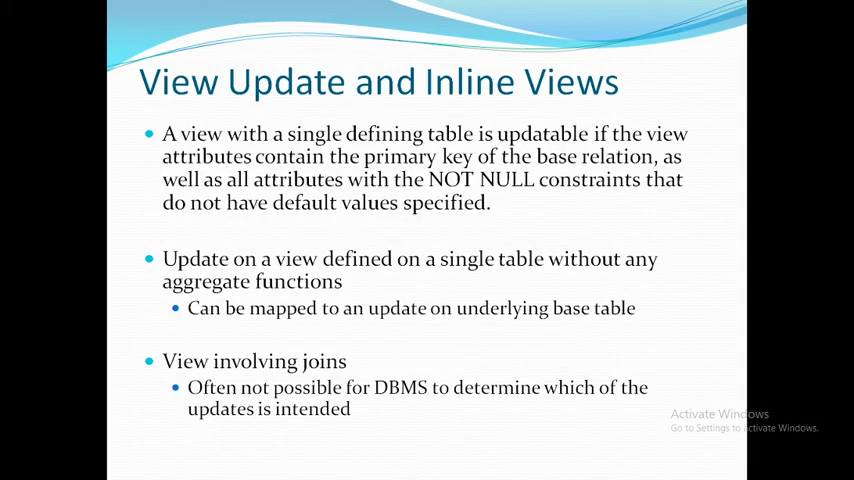 View Update and Inline Views
• A view with a single defining table is updatable if the view
attributes contain the primary key of the base relation, as
well as all attributes with the NOT NULL constraints that
do not have default values specified.
• Update on a view defined on a single table without any
aggregate functions
• Can be mapped to an update on underlying base table
• View involving joins
• Often not possible for DBMS to determine which of the
updates is intended
Activate Windows
Go to Settings to activate Windows.